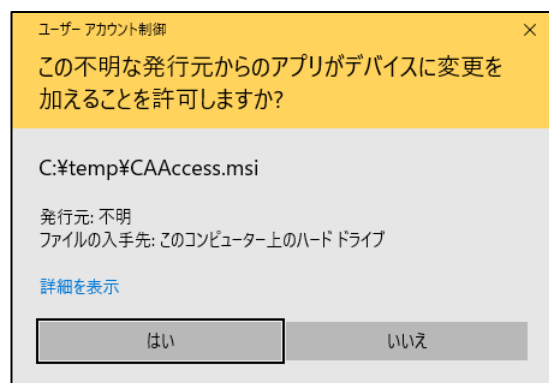 ユーザー アカウント制御
この不明な発行元からのアプリがデバイスに変更を
加えることを許可しますか?
C:¥temp¥CAAccess.msi
発行元: 不明
ファイルの入手先: このコンピューター上のハード ドライブ
詳細を表示
はい
いいえ